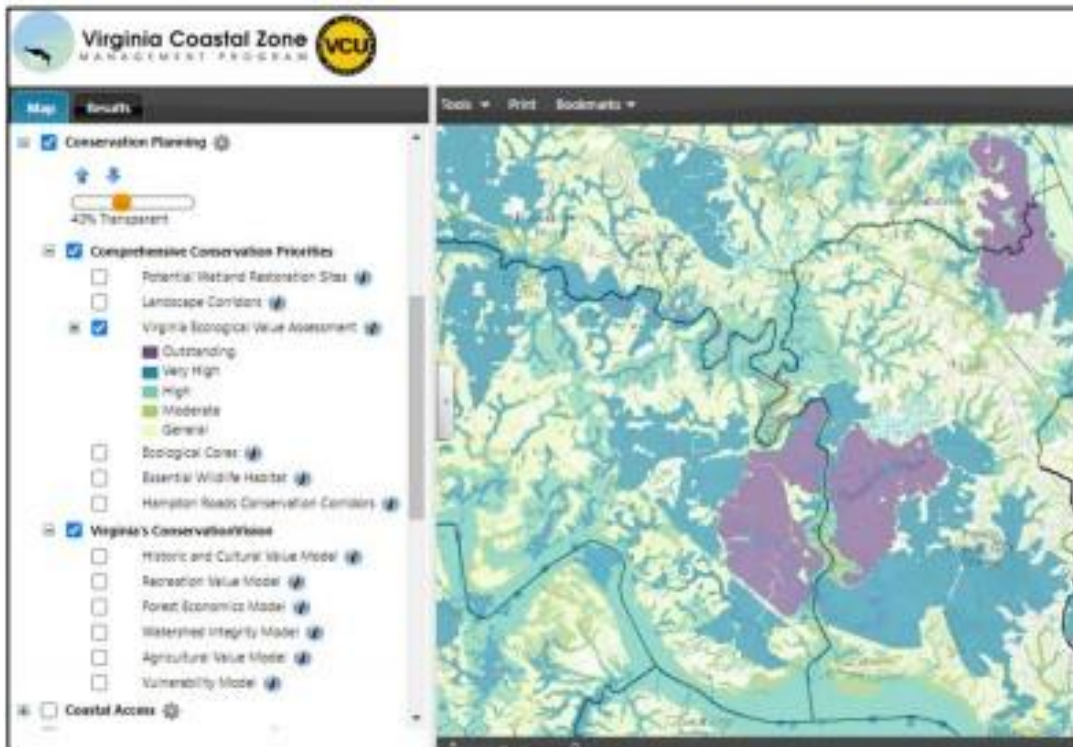 Virginia Coastal Zone
MANAGEMENT PROGRAM
VCU
Map
Results
Tools
Print
Bookmarks
Conservation Planning
Transparent
Comprehensive Conservation Priorities
Potential Wetland Restoration Sites
Landscape Corridors
Virginia Ecological Value Assessment
Outstanding
Very High
High
Moderate
General
Ecological Cores
Essential Wildlife Habitat
Hampton Roads Conservation Corridors
Virginia's ConservationVision
Historic and Cultural Value Model
Recreation Value Model
Forest Economics Model
Watershed Integrity Model
Agricultural Value Model
Vulnerability Model
Coastal Access